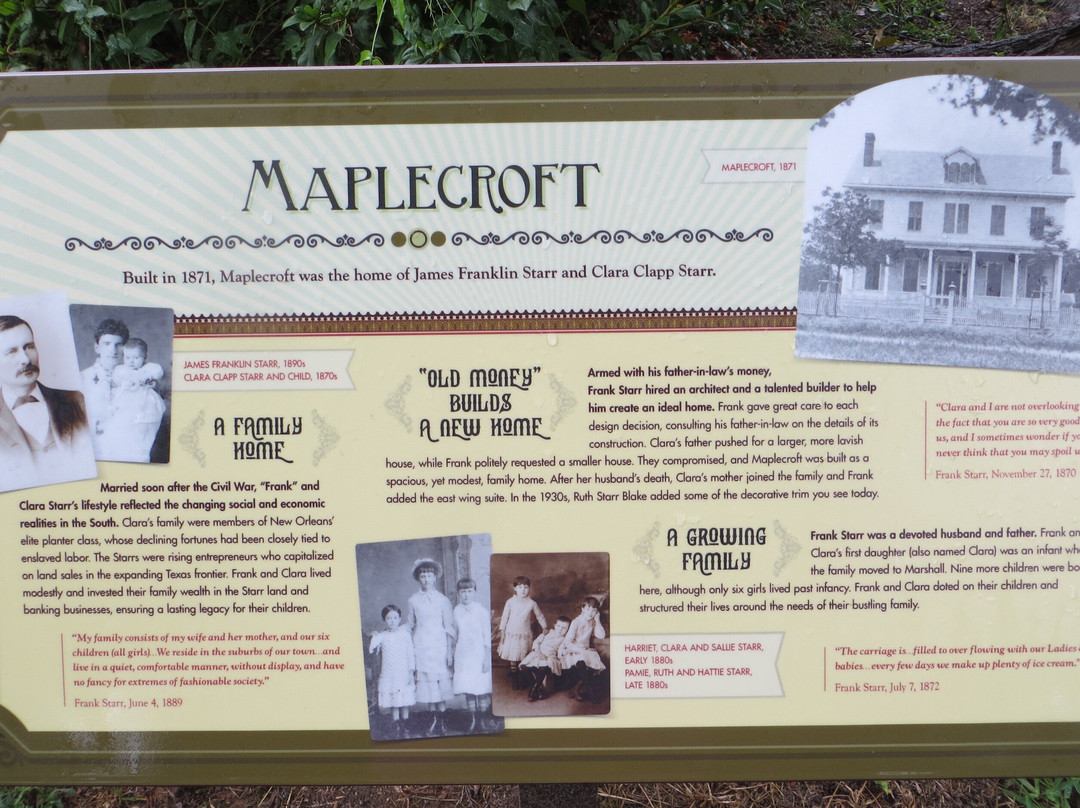 MAPLECROFT
MAPLECROFT, 1871
Built in 1871, Maplecroft was the home of James Franklin Starr and Clara Clapp Starr.
JAMES FRANKLIN STARR, 1890s
CLARA CLAPP STARR AND CHILD, 1870s
A FAMILY
HOME
Married soon after the Civil War, "Frank" and
Clara Starr's lifestyle reflected the changing social and economic
realities in the South. Clara's family were members of New Orleans'
elite planter class, whose declining fortunes had been closely tied to
enslaved labor. The Starrs were rising entrepreneurs who capitalized
on land sales in the expanding Texas frontier. Frank and Clara lived
modestly and invested their family wealth in the Starr land and
banking businesses, ensuring a lasting legacy for their children.
"My family consists of my wife and her mother, and our six
children (all girls)...We reside in the suburbs of our town...and
live in a quiet, comfortable manner, without display, and have
no fancy for extremes of fashionable society."
Frank Starr, June 4, 1889
"OLD MONEY"
BUILDS
A NEW HOME
Armed with his father-in-law's money,
Frank Starr hired an architect and a talented builder to help
him create an ideal home. Frank gave great care to each
design decision, consulting his father-in-law on the details of its
construction. Clara's father pushed for a larger, more lavish
house, while Frank politely requested a smaller house. They compromised, and Maplecroft was built as a
spacious, yet modest, family home. After her husband's death, Clara's mother joined the family and Frank
added the east wing suite. In the 1930s, Ruth Starr Blake added some of the decorative trim you see today.
"Clara and I are not overlooking
the fact that you are so very good
us, and I sometimes wonder if yo
never think that you may spoil u
Frank Starr, November 27, 1870
A GROWING
FAMILY
Frank Starr was a devoted husband and father. Frank an
Clara's first daughter (also named Clara) was an infant whe
the family moved to Marshall. Nine more children were bo
here, although only six girls lived past infancy. Frank and Clara doted on their children and
structured their lives around the needs of their bustling family.
HARRIET, CLARA AND SALLIE STARR,
EARLY 1880s
PAMIE, RUTH AND HATTIE STARR,
LATE 1880s
"The carriage is...filled to over flowing with our Ladies
babies...every few days we make up plenty of ice cream."
Frank Starr, July 7, 1872